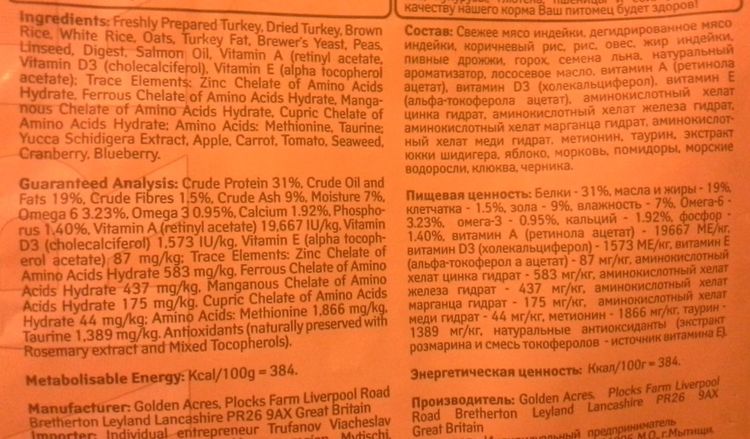 Ingredients: Freshly Prepared Turkey, Dried Turkey, Brown
Rice, White Rice, Oats, Turkey Fat, Brewer's Yeast, Peas,
Linseed, Digest, Salmon Oil, Vitamin A (retinyl acetate,
Vitamin D3 (cholecalciferol), Vitamin E (alpha tocopherol
acetate); Trace Elements: Zinc Chelate of Amino Acids
Hydrate, Ferrous Chelate of Amino Acids Hydrate, Manga-
nous Chelate of Amino Acids Hydrate, Cupric Chelate of
Amino Acids Hydrate; Amino Acids: Methionine, Taurine;
Yucca Schidigera Extract, Apple, Carrot, Tomato, Seaweed,
Cranberry, Blueberry.
Guaranteed Analysis: Crude Protein 31%, Crude Oil and
Fats 19%, Crude Fibres 1.5%, Crude Ash 9%, Moisture 7%,
Omega 6 3.23%, Omega 3 0.95%, Calcium 1.92%, Phospho-
rus 1,40%. Vitamin A (retinyl acetate) 19,667 IU/kg, Vitamin
D3 (cholecalciferol) 1,573 IU/kg, Vitamin E (alpha tocoph-
erol acetate) 87 mg/kg; Trace Elements: Zinc Chelate of
Amino Acids Hydrate 583 mg/kg, Ferrous Chelate of Amino
Acids Hydrate 437 mg/kg, Manganous Chelate of Amino
Acids Hydrate 175 mg/kg, Cupric Chelate of Amino Acids
Hydrate 44 mg/kg; Amino Acids: Methionine 1,866 mg/kg,
Taurine 1,389 mg/kg. Antioxidants (naturally preserved with
Rosemary extract and Mixed Tocopherols).
Metabolisable Energy: Kcal/100g = 384.
Manufacturer: Golden Acres, Plocks Farm Liverpool Road
Bretherton Leyland Lancashire PR26 9AX Great Britain
Importer: Individual entrepreneur Trufanov Viacheslav
Mytischi,
пшеницы и
качеству нашего корма Ваш питомец будет здоров!
Состав: Свежее мясо индейки, дегидрированное мясо
индейки, коричневый рис, рис, овес, жир индейки,
пивные дрожжи, горох, семена льна, натуральный
ароматизатор, лососевое масло, витамин А (ретинола
ацетат), витамин D3 (холекальциферол), витамин Е
(альфа-токоферола ацетат), аминокислотный хелат
цинка гидрат, аминокислотный хелат железа гидрат,
аминокислотный хелат марганца гидрат, аминокислот-
ный хелат меди гидрат, метионин, таурин, экстракт
юкки шидигера, яблоко, морковь, помидоры, морские
водоросли, клюква, черника.
Пищевая ценность: Белки - 31%, масла и жиры - 19%,
клетчатка - 1.5%, зола - 9%, влажность - 7%, Омега-6 -
3.23%, омега-3 - 0.95%, кальций - 1.92%, фосфор -
1.40%, витамин А (ретинола ацетат) - 19667 МЕ/кг,
витамин D3 (холекальциферол) - 1573 МЕ/кг, витамин Е
(альфа-токоферол а ацетат) - 87 мг/кг, аминокислотный
хелат цинка гидрат - 583 мг/кг, аминокислотный хелат
железа гидрат - 437 мг/кг, аминокислотный хелат
марганца гидрат - 175 мг/кг, аминокислотный хелат
меди гидрат - 44 мг/кг, метионин - 1866 мг/кг, таурин -
1389 мг/кг, натуральные антиоксиданты (экстракт
розмарина и смесь токоферолов - источник витамина Е).
Энергетическая ценность: Ккал/100г = 384.
Производитель: Golden Acres, Plocks Farm Liverpool
Road Bretherton Leyland Lancashire PR26 9AX
Great Britain
предприниматель
М.О, г.Мытищи,